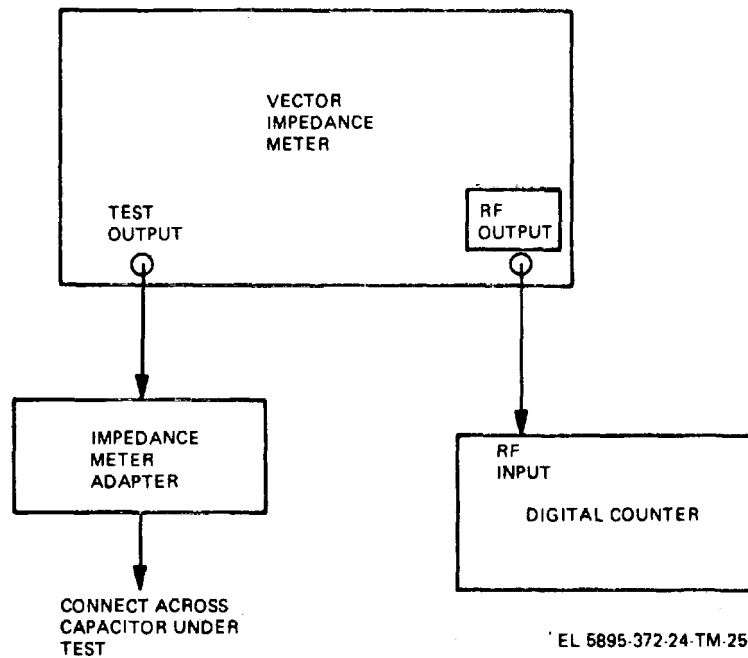 VECTOR
IMPEDANCE
METER
TEST
OUTPUT
RF
OUTPUT
IMPEDANCE
METER
ADAPTER
RF
INPUT
DIGITAL COUNTER
CONNECT ACROSS
CAPACITOR UNDER
TEST
EL 5895-372-24-TM-25